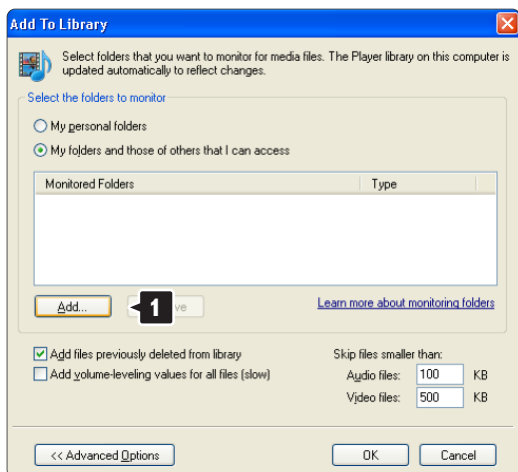 Add To Library
Select folders that you want to monitor for media files. The Player library on this computer is
updated automatically to reflect changes.
Select the folders to monitor
My personal folders
My folders and those of others that I can access
Monitored Folders Type
Add... 1 ve Learn more about monitoring folders
Add files previously deleted from library Skip files smaller than:
Add volume-leveling values for all files (slow) Audio files: 100 KB
Video files: 500 KB
<< Advanced Options OK Cancel